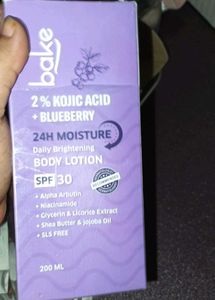 bake
2% KOJIC ACID
+ BLUEBERRY
24H MOISTURE
Daily Brightening
BODY LOTION
SPF 30
• Alpha Arbutin
• Niacinamide
• Glycerin & Licorice Extract
• Shea Butter & Jojoba Oil
• SLS FREE
200 ML